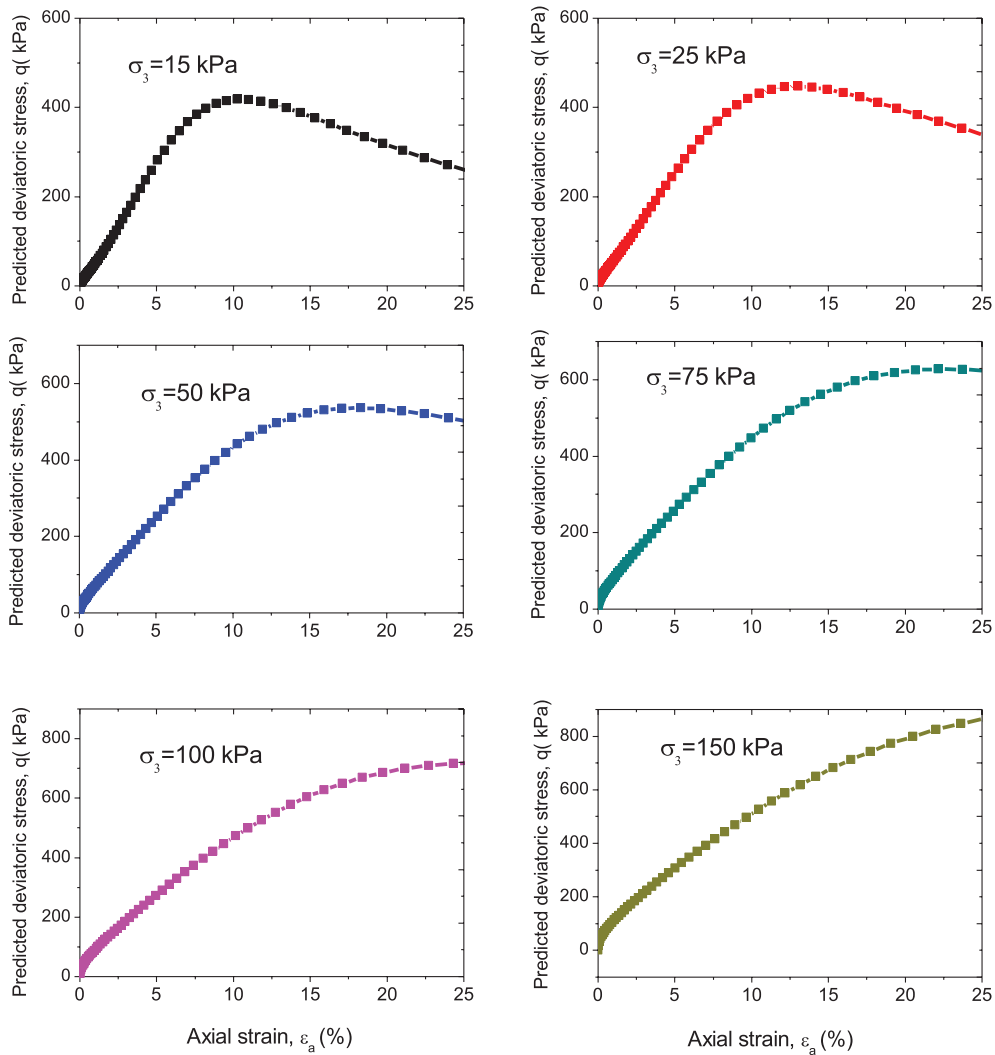 Predicted deviatoric stress, q( kPa)
600
400
200
0
σ3=15 kPa
0 5 10 15 20 25
Predicted deviatoric stress, q( kPa)
600
400
200
0
σ3=25 kPa
0 5 10 15 20 25
Predicted deviatoric stress, q( kPa)
600
400
200
0
σ3=50 kPa
0 5 10 15 20 25
Predicted deviatoric stress, q( kPa)
600
400
200
0
σ3=75 kPa
0 5 10 15 20 25
Predicted deviatoric stress, q( kPa)
800
600
400
200
0
σ3=100 kPa
0 5 10 15 20 25
Axial strain, εa (%)
Predicted deviatoric stress, q( kPa)
800
600
400
200
0
σ3=150 kPa
0 5 10 15 20 25
Axial strain, εa (%)